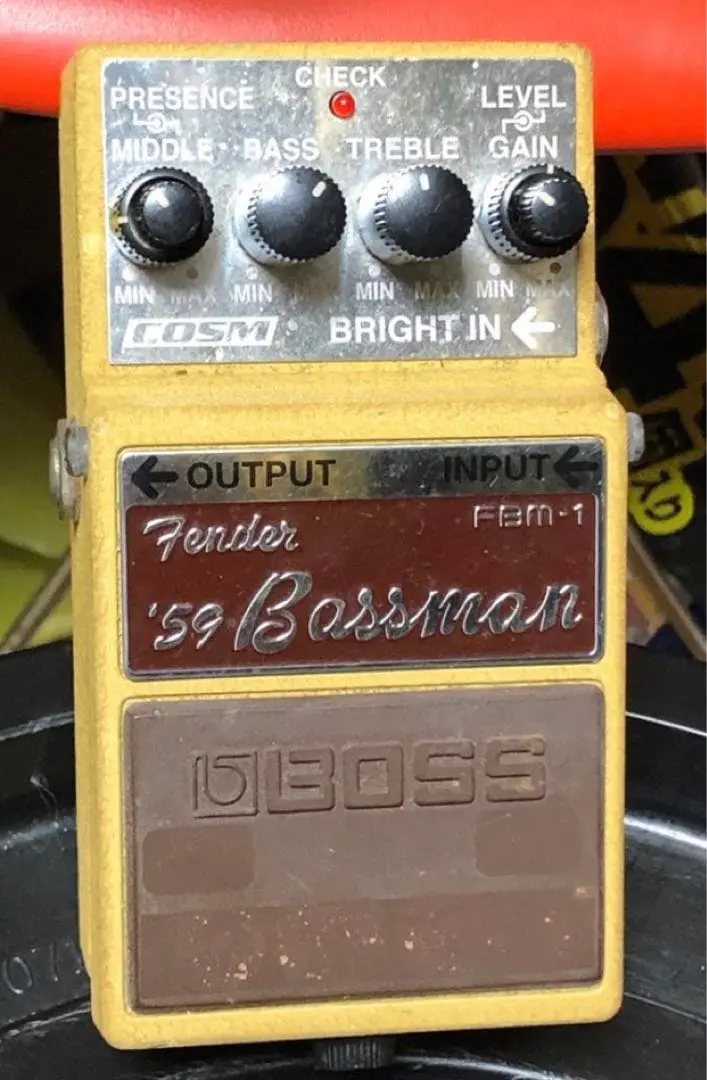 CHECK
PRESENCE LEVEL
MIDDLE BASS TREBLE GAIN
MIN MAX MIN MIN MAX MIN MAX
COSM BRIGHT IN
OUTPUT INPUT
Fender FBM-1
'59 Bassman
BOSS